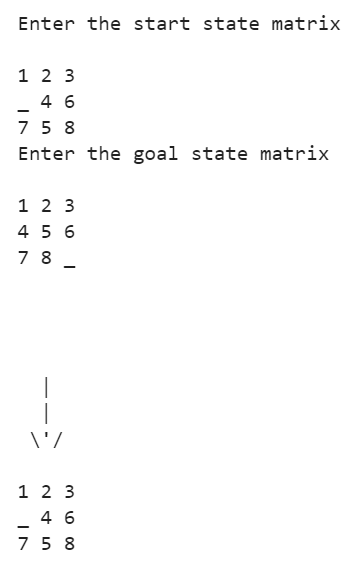 Enter the start state matrix
1 2 3
_ 4 6
7 5 8
Enter the goal state matrix
1 2 3
4 5 6
7 8 _
|
|
\'/
1 2 3
_ 4 6
7 5 8